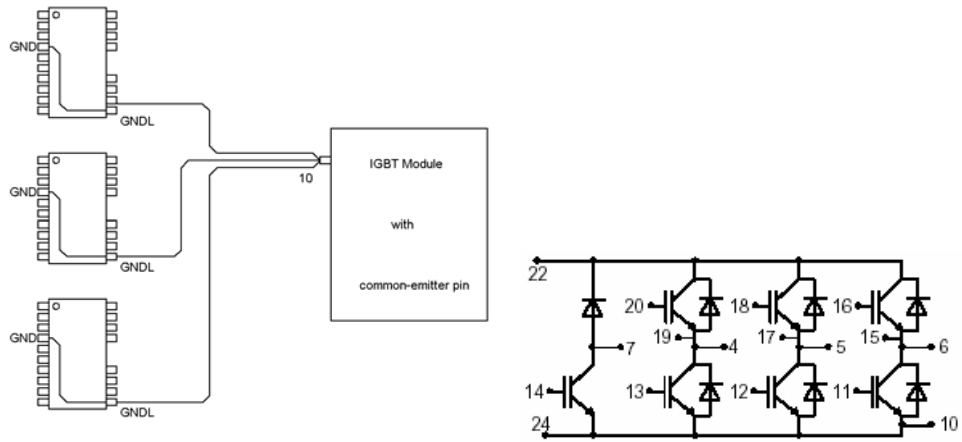 GND
GNDL
GND
GNDL
GND
GNDL
10
IGBT Module
with
common-emitter pin
22
20
18
16
19
17
15
7
4
5
6
14
13
12
11
24
10